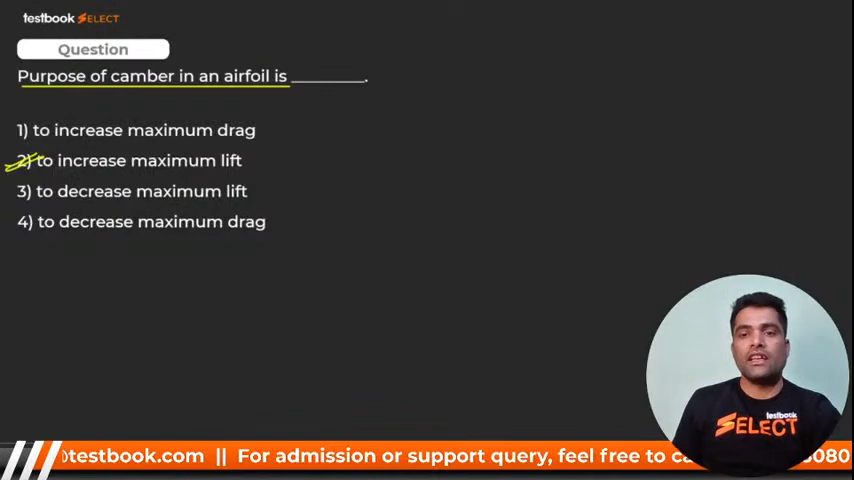 testbook SELECT
Question
Purpose of camber in an airfoil is ________.
1) to increase maximum drag
2) to increase maximum lift
3) to decrease maximum lift
4) to decrease maximum drag
testbook
SELECT
@testbook.com || For admission or support query, feel free to ca 080